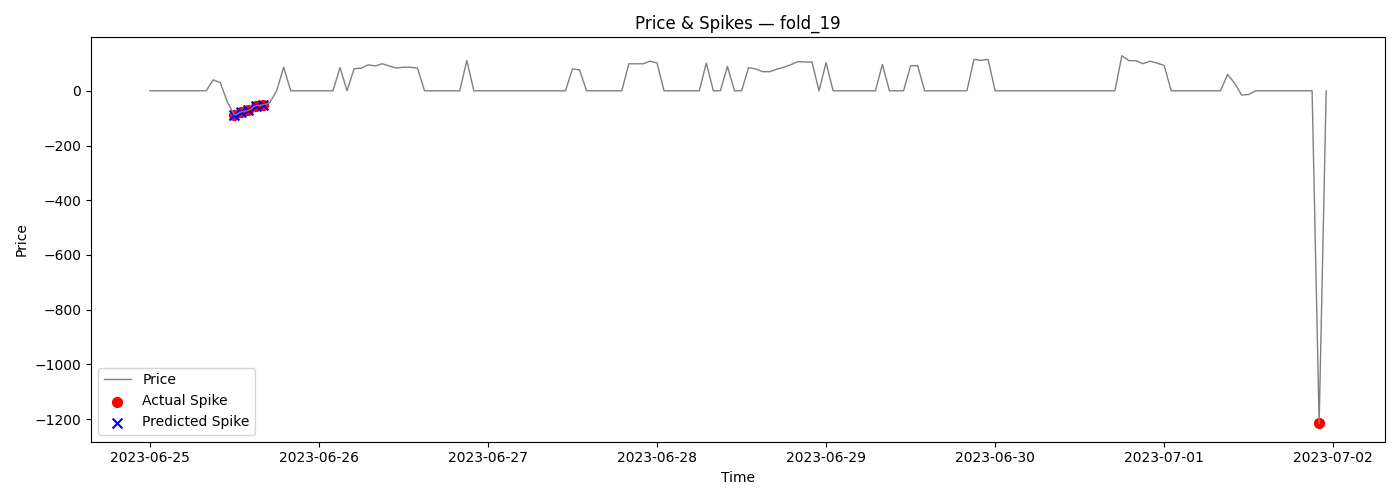 Price & Spikes — fold_19
Price
0
−200
−400
−600
−800
−1000
−1200
Price
Actual Spike
Predicted Spike
2023-06-25
2023-06-26
2023-06-27
2023-06-28
2023-06-29
2023-06-30
2023-07-01
2023-07-02
Time